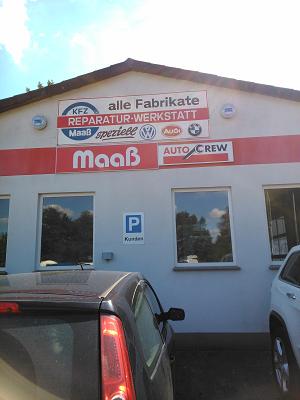 alle Fabrikate
KFZ
REPARATUR-WERKSTATT
Maaß
speziell
Audi
Maaß
AUTO CREW
P
Kunden